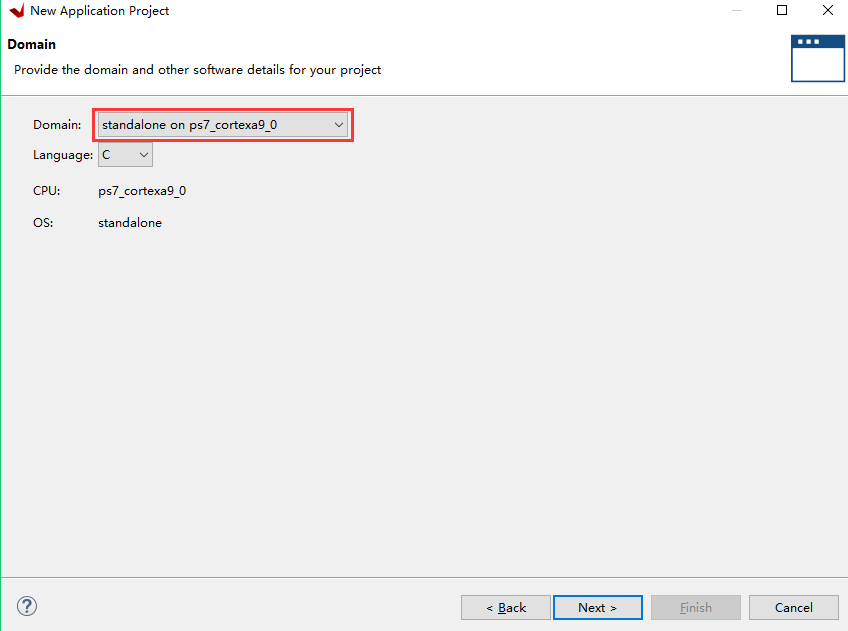 New Application Project
Domain
Provide the domain and other software details for your project
Domain: standalone on ps7_cortexa9_0
Language: C
CPU: ps7_cortexa9_0
OS: standalone
? < Back Next > Finish Cancel